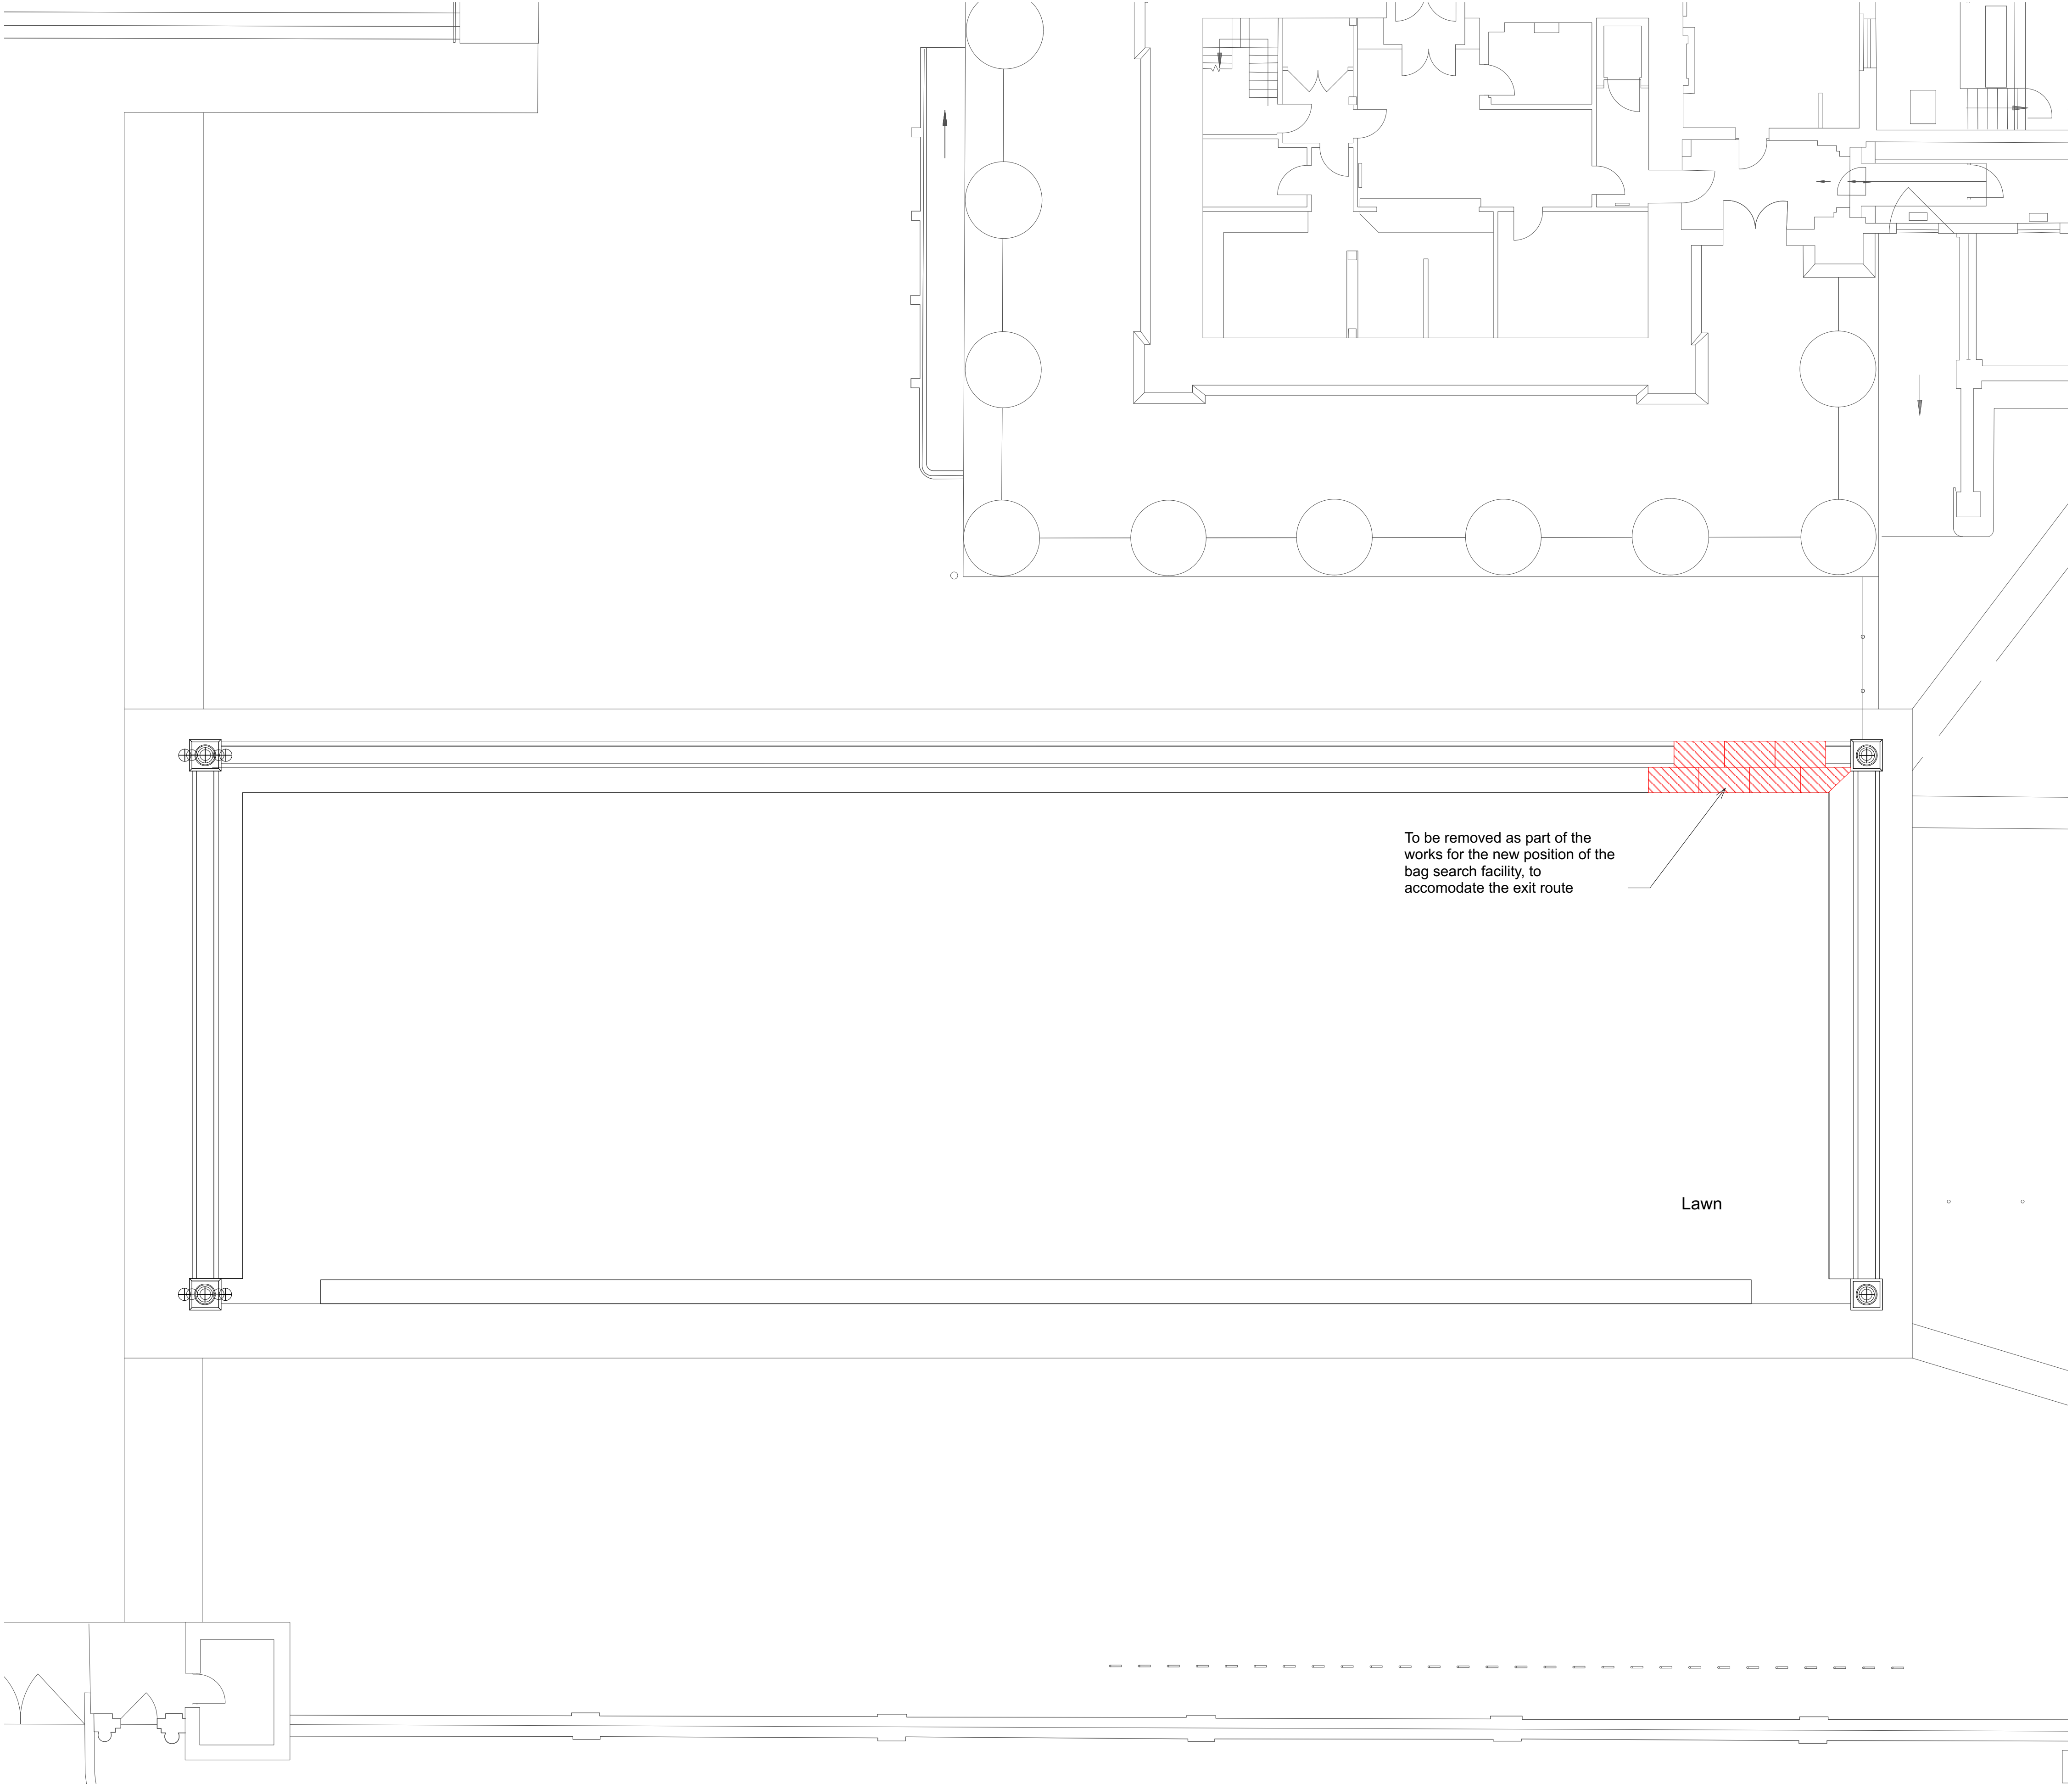 To be removed as part of the
works for the new position of the
bag search facility, to
accomodate the exit route
Lawn